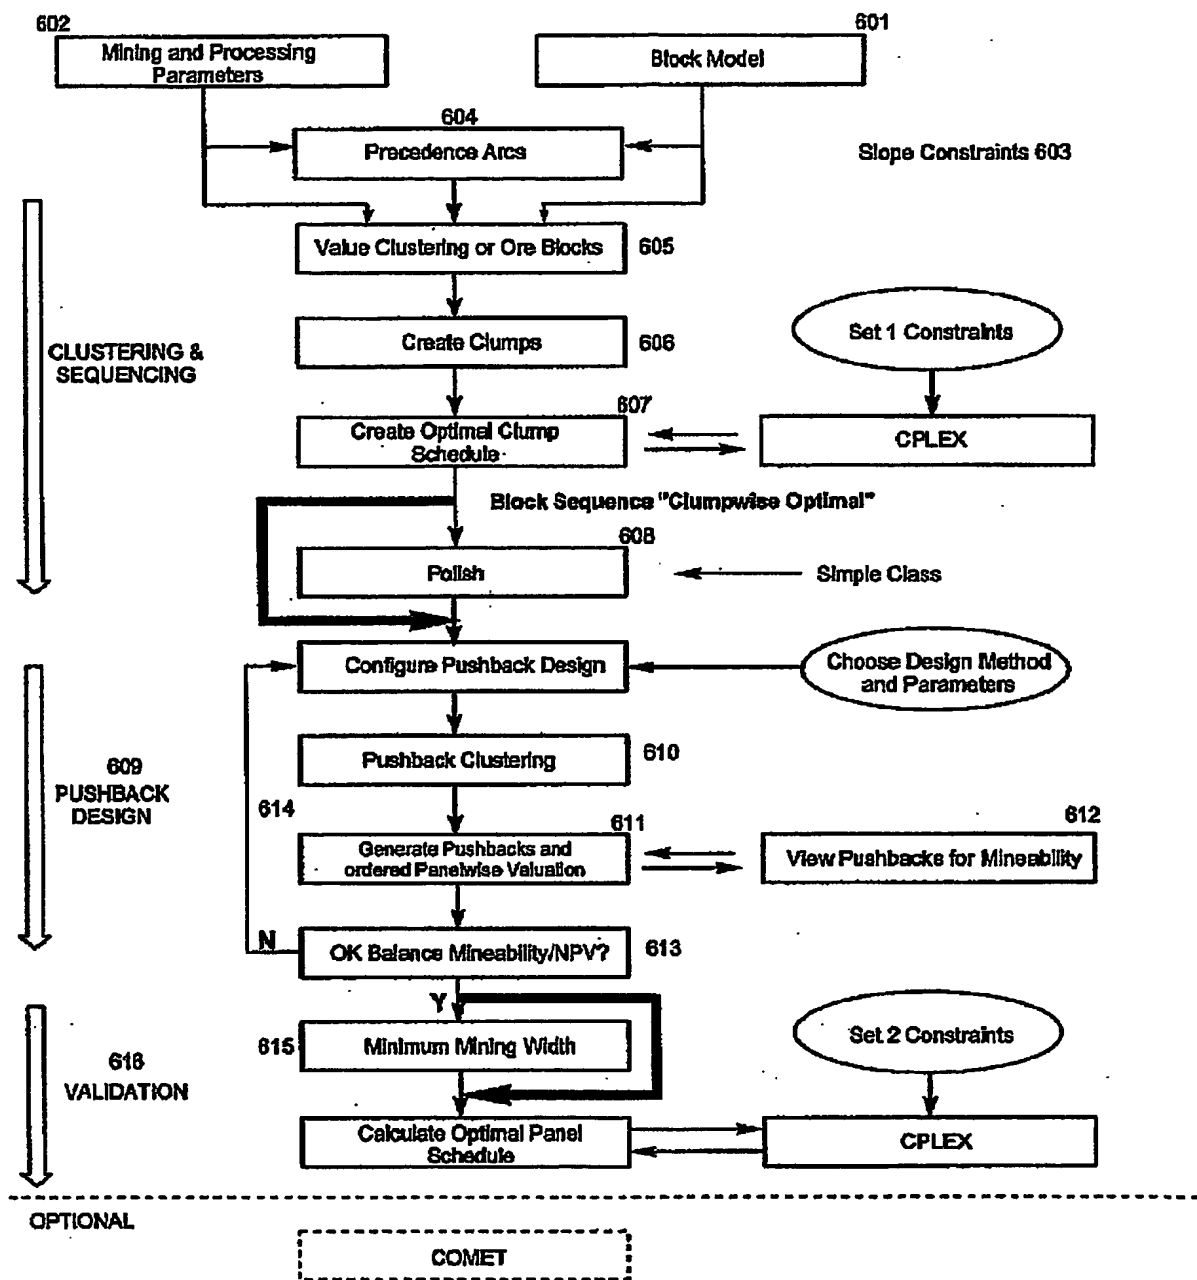 602
Mining and Processing
Parameters
601
Block Model
604
Precedence Arcs
Slope Constraints 603
Value Clustering or Ore Blocks
605
CLUSTERING &
SEQUENCING
Create Clumps
606
Set 1 Constraints
607
Create Optimal Clump
Schedule
CPLEX
Block Sequence "Clumpwise Optimal"
608
Polish
Simple Class
Configure Pushback Design
Choose Design Method
and Parameters
609
PUSHBACK
DESIGN
Pushback Clustering
610
614
611
Generate Pushbacks and
ordered Panelwise Valuation
612
View Pushbacks for Mineability
N
OK Balance Mineability/NPV?
613
Y
615
Minimum Mining Width
Set 2 Constraints
616
VALIDATION
Calculate Optimal Panel
Schedule
CPLEX
OPTIONAL
COMET